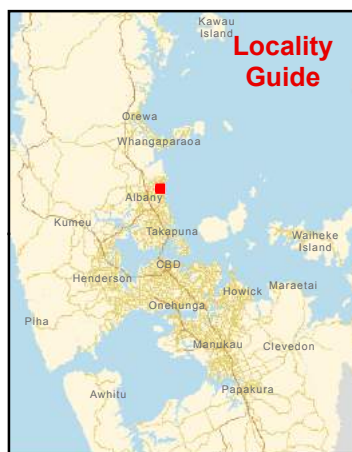 Kawau
Island
Locality
Guide
Orewa
Whangaparaoa
Albany
Kumeu
Takapuna
Waiheke
Island
CBD
Henderson
Howick
Maraetai
Onehunga
Piha
Manukau
Clevedon
Papakura
Awhitu